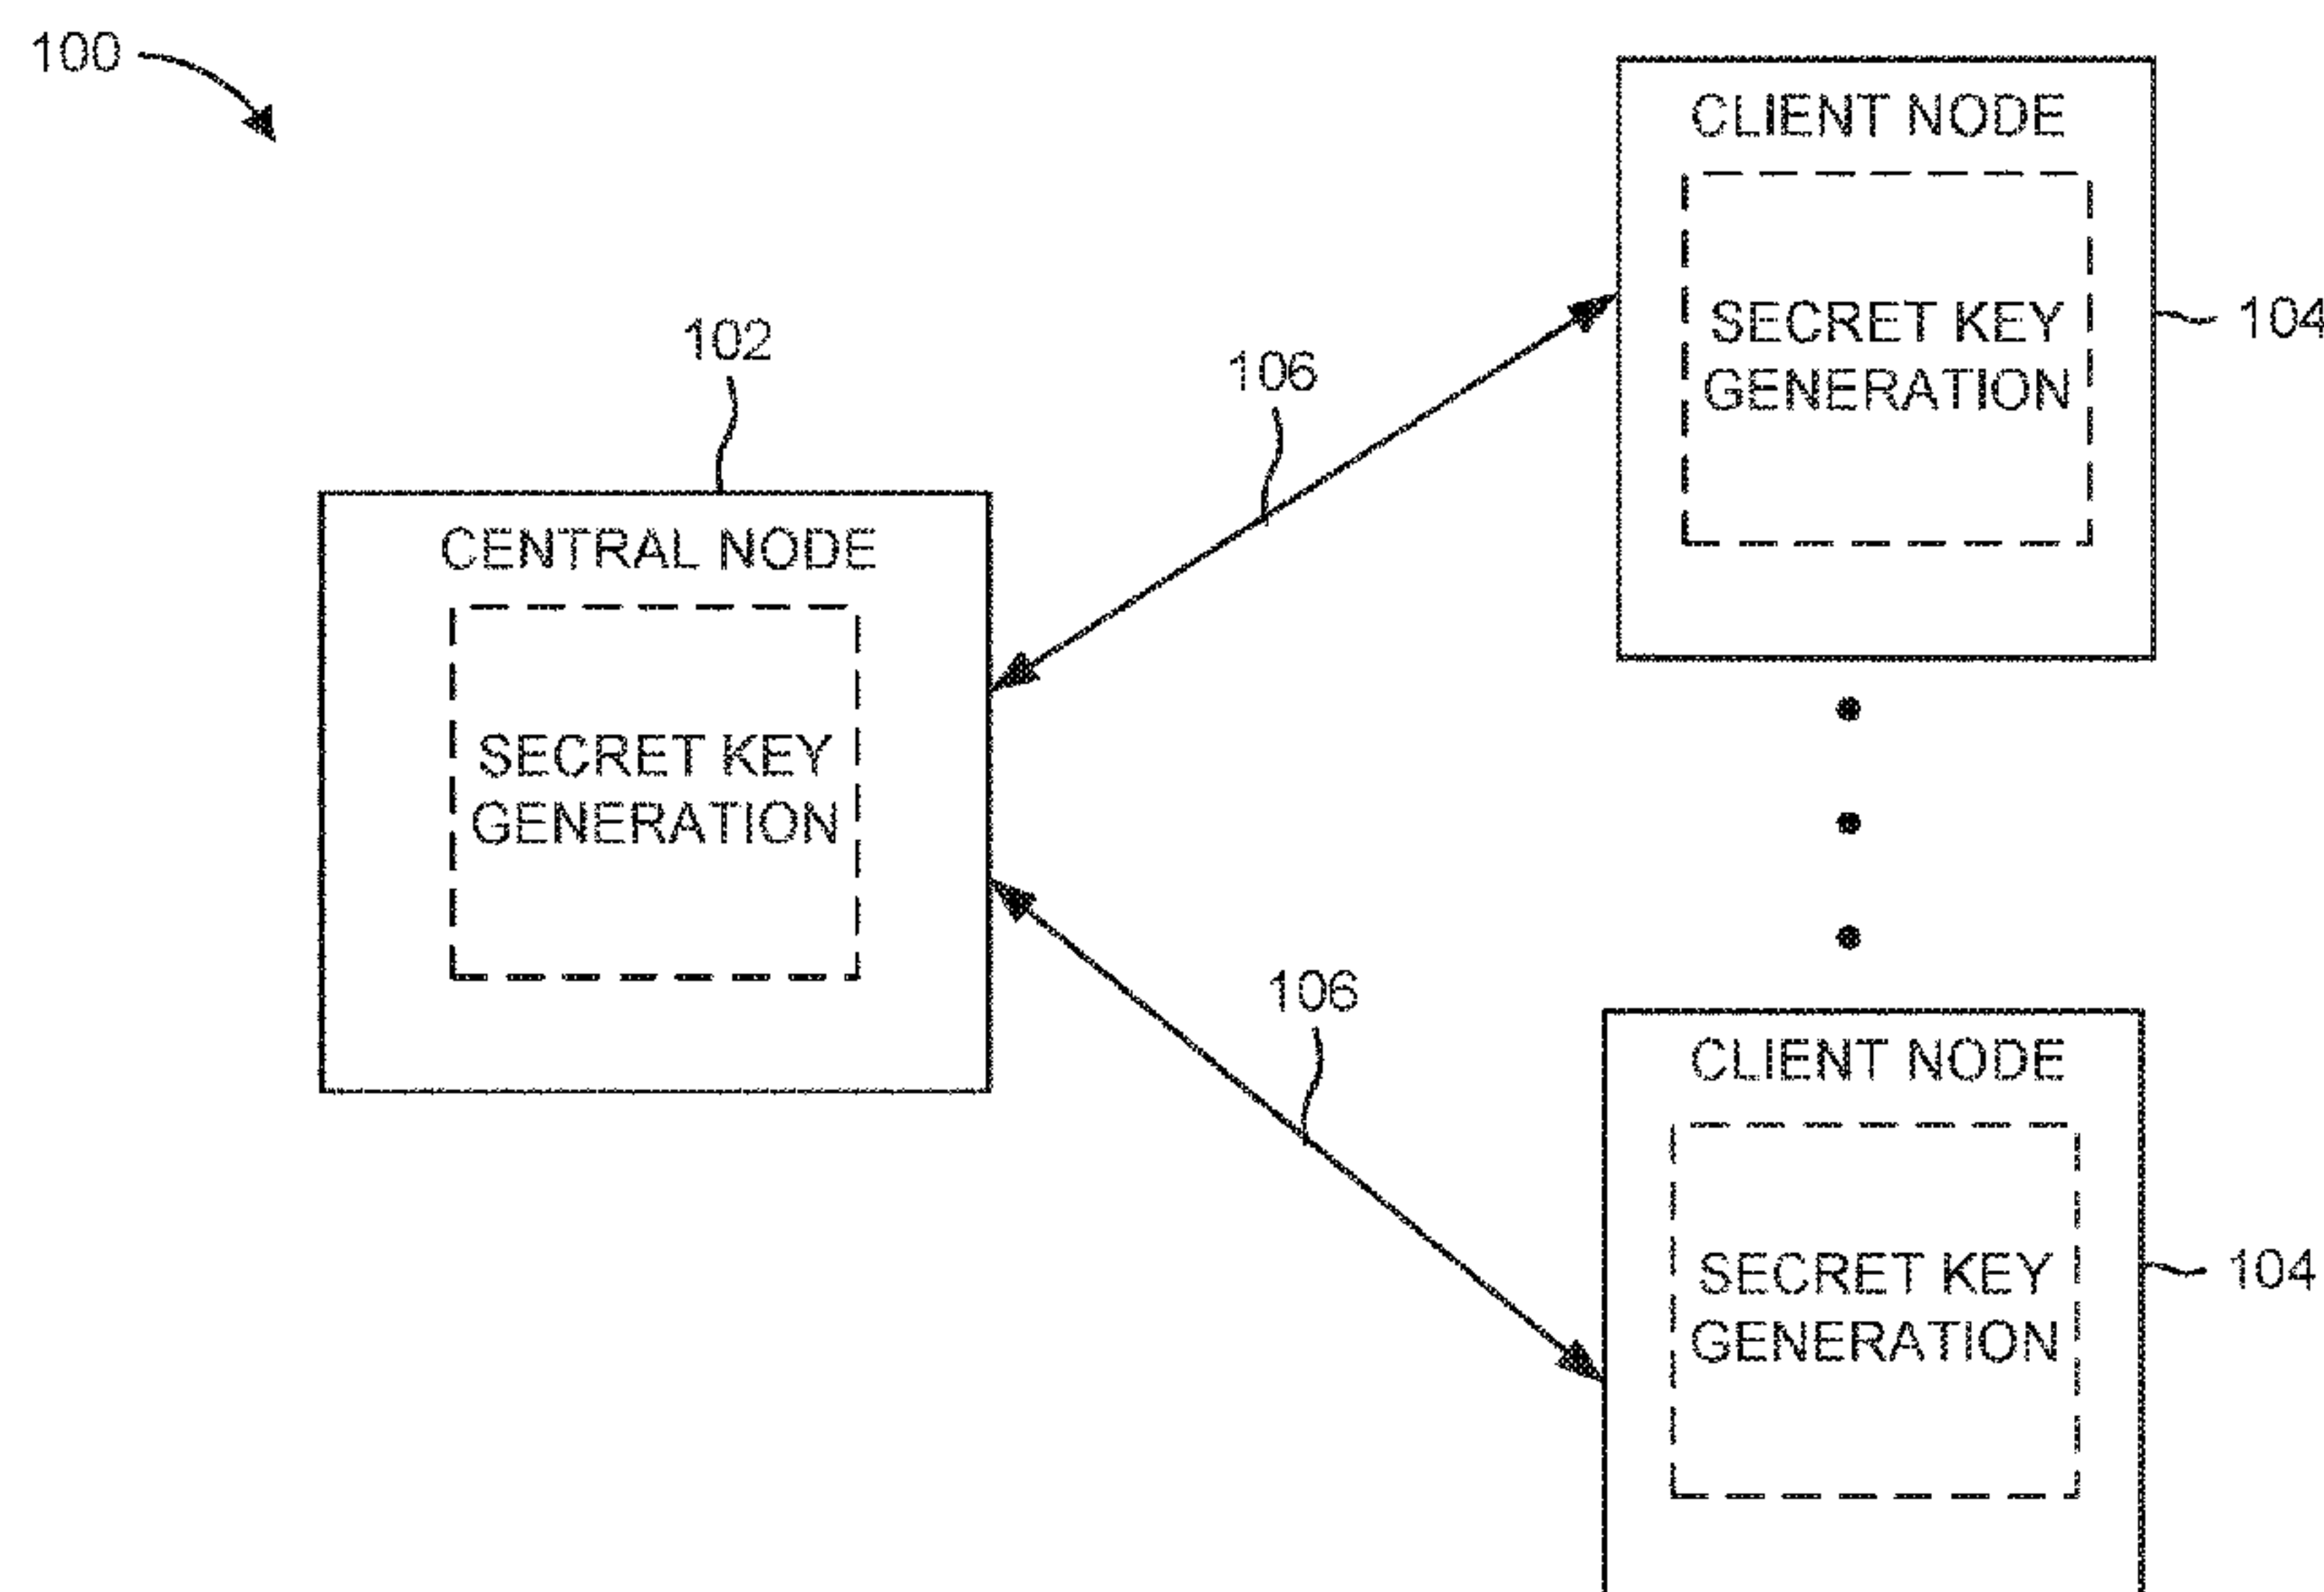 100
CLIENT NODE
SECRET KEY
GENERATION
104
102
106
CENTRAL NODE
SECRET KEY
GENERATION
106
CLIENT NODE
SECRET KEY
GENERATION
104